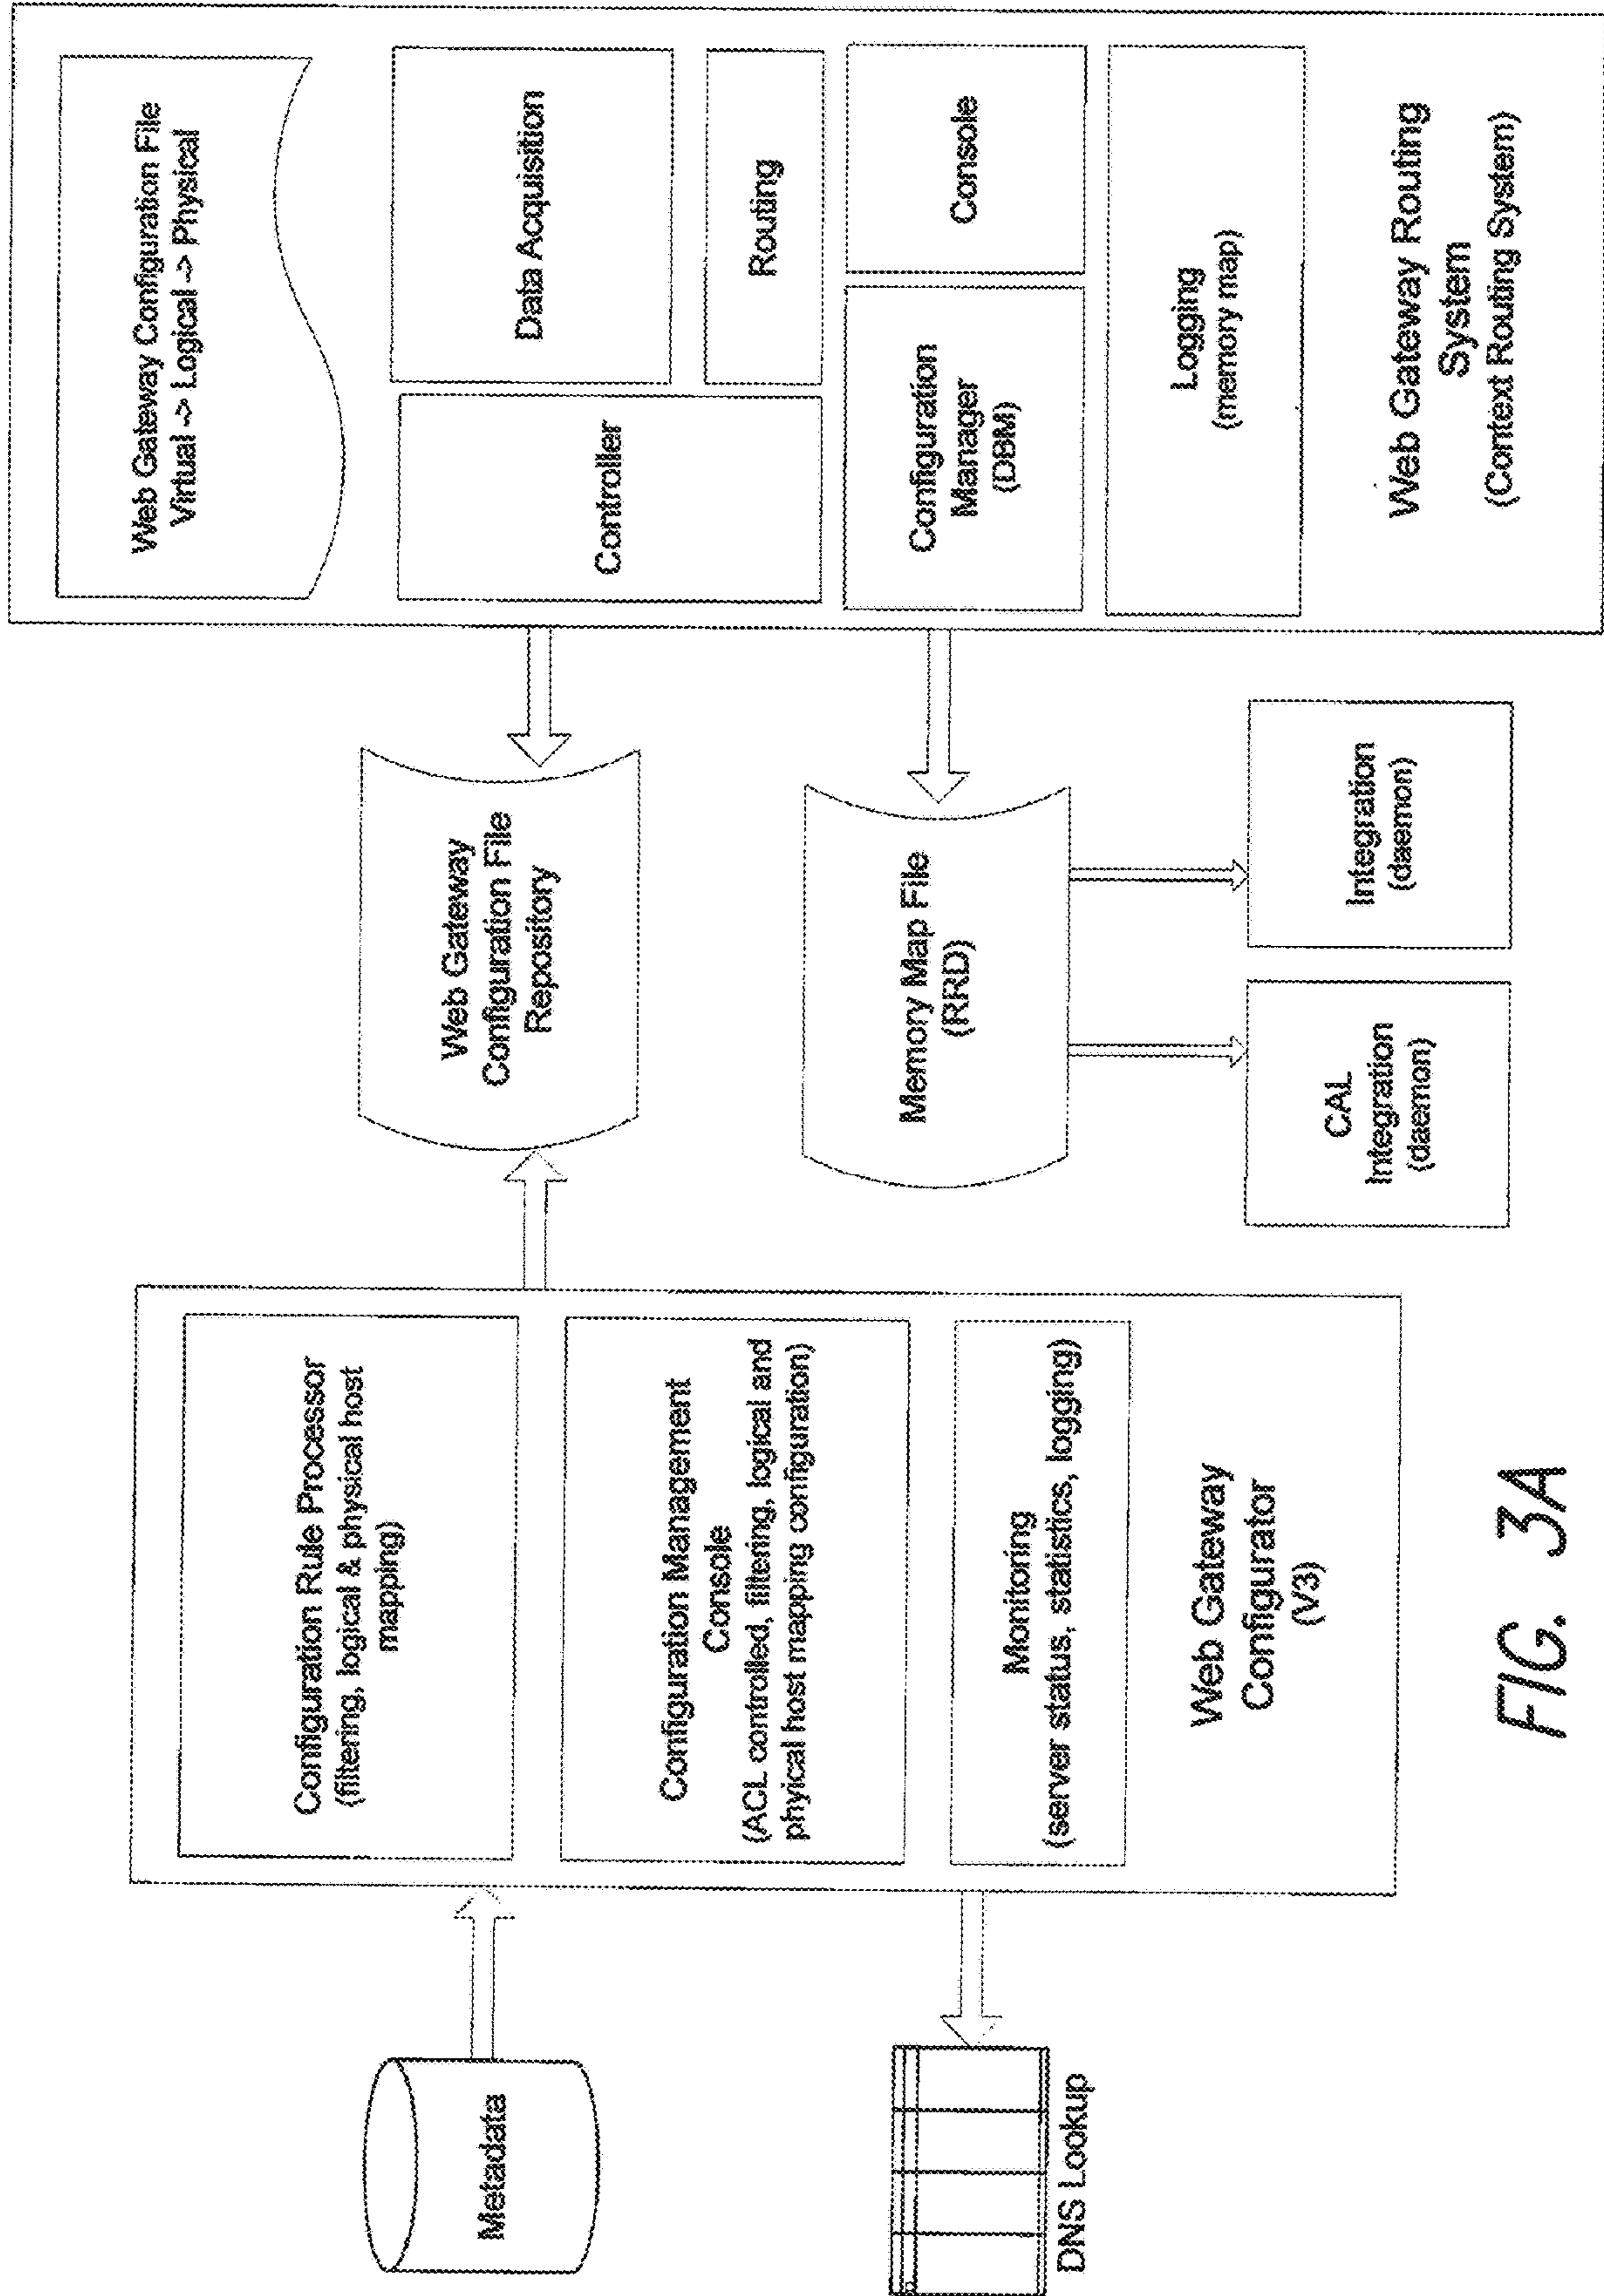 Metadata
DNS Lookup
Configuration Rule Processor
(filtering, logical & physical host
mapping)
Configuration Management
Console
(ACL controlled, filtering, logical and
phyical host mapping configuration)
Monitoring
(server status, statistics, logging)
Web Gateway
Configurator
(V3)
Web Gateway
Configuration File
Repository
Memory Map File
(RRD)
CAL
Integration
(daemon)
Integration
(daemon)
Web Gateway Configuration File
Virtual -> Logical -> Physical
Controller
Data Acquisition
Routing
Configuration
Manager
(DBM)
Console
Logging
(memory map)
Web Gateway Routing
System
(Context Routing System)
FIG. 3A